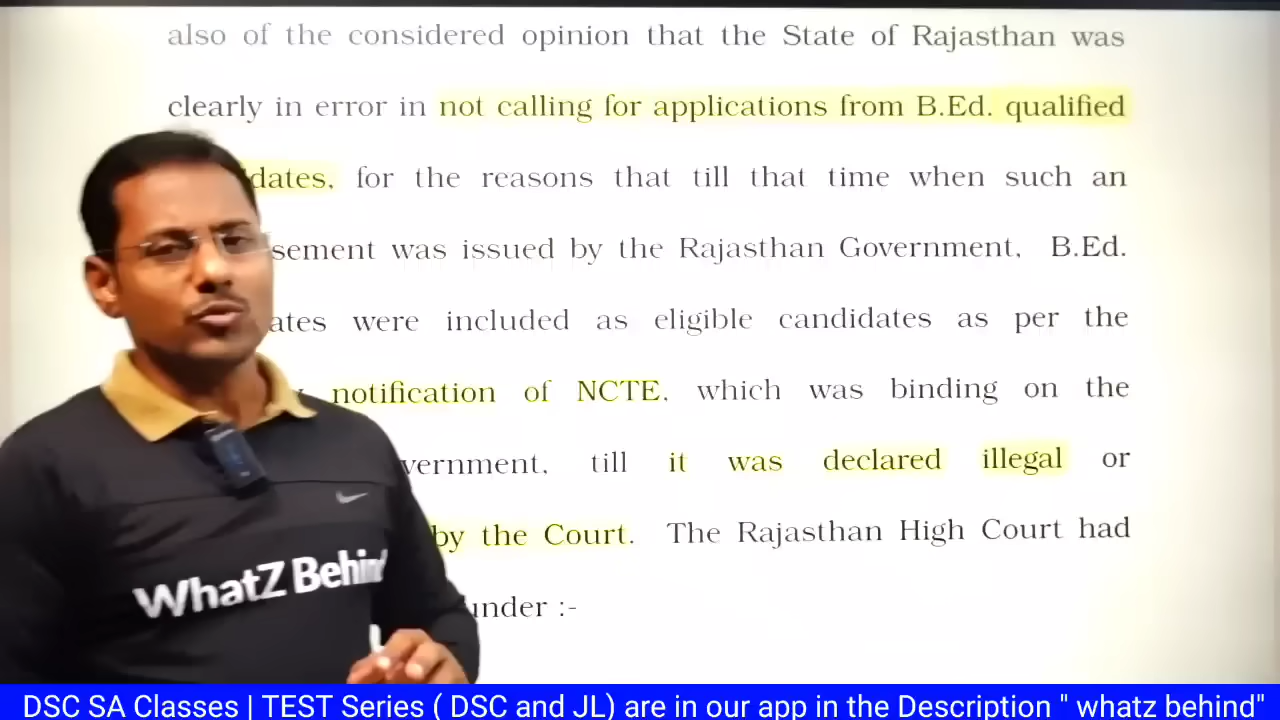 also of the considered opinion that the State of Rajasthan was
clearly in error in not calling for applications from B.Ed. qualified
dates, for the reasons that till that time when such an
sement was issued by the Rajasthan Government, B.Ed.
ates were included as eligible candidates as per the
notification of NCTE, which was binding on the
vernment, till it was declared illegal or
by the Court. The Rajasthan High Court had
under :-
WhatZ Behind
DSC SA Classes | TEST Series ( DSC and JL) are in our app in the Description " whatz behind"